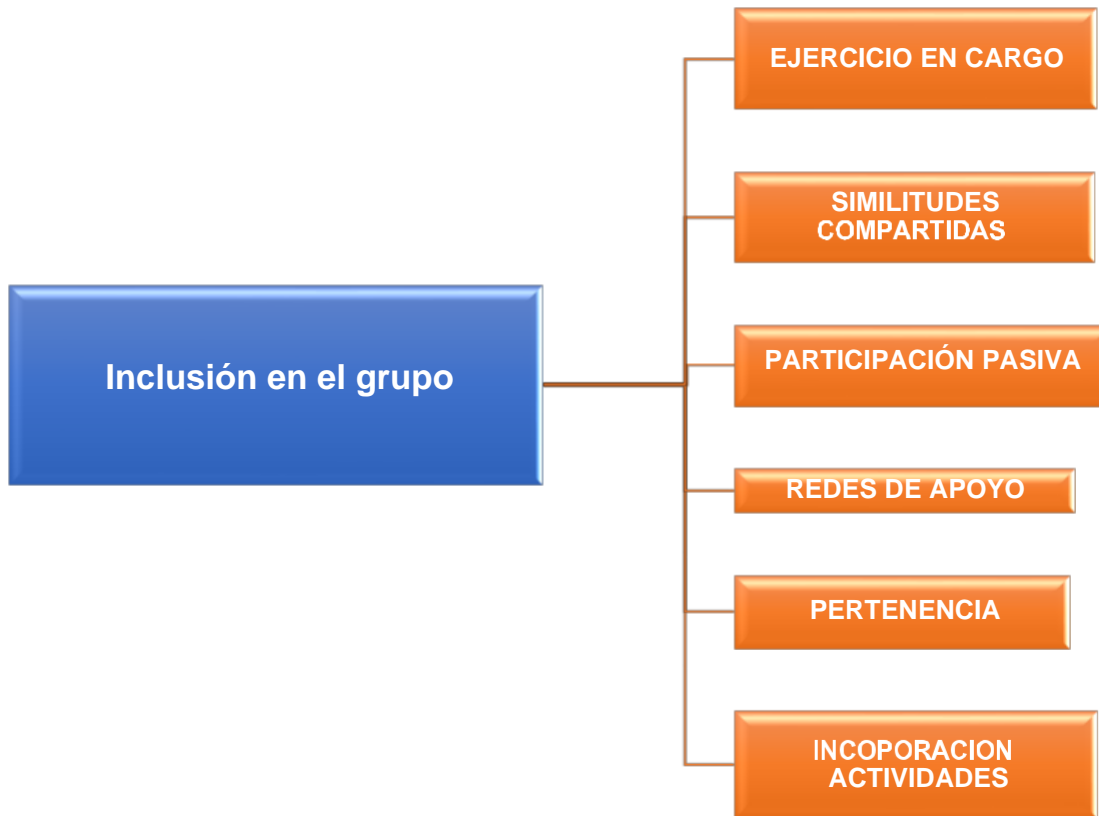 EJERCICIO EN CARGO
SIMILITUDES
COMPARTIDAS
Inclusión en el grupo
PARTICIPACIÓN PASIVA
REDES DE APOYO
PERTENENCIA
INCOPORACION
ACTIVIDADES